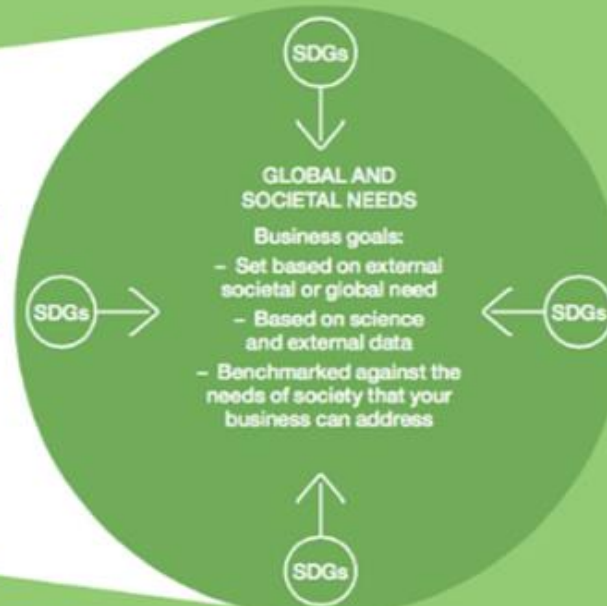 SDGs
GLOBAL AND
SOCIETAL NEEDS
Business goals:
– Set based on external
societal or global need
SDGs
SDGs
– Based on science
and external data
– Benchmarked against the
needs of society that your
business can address
SDGs